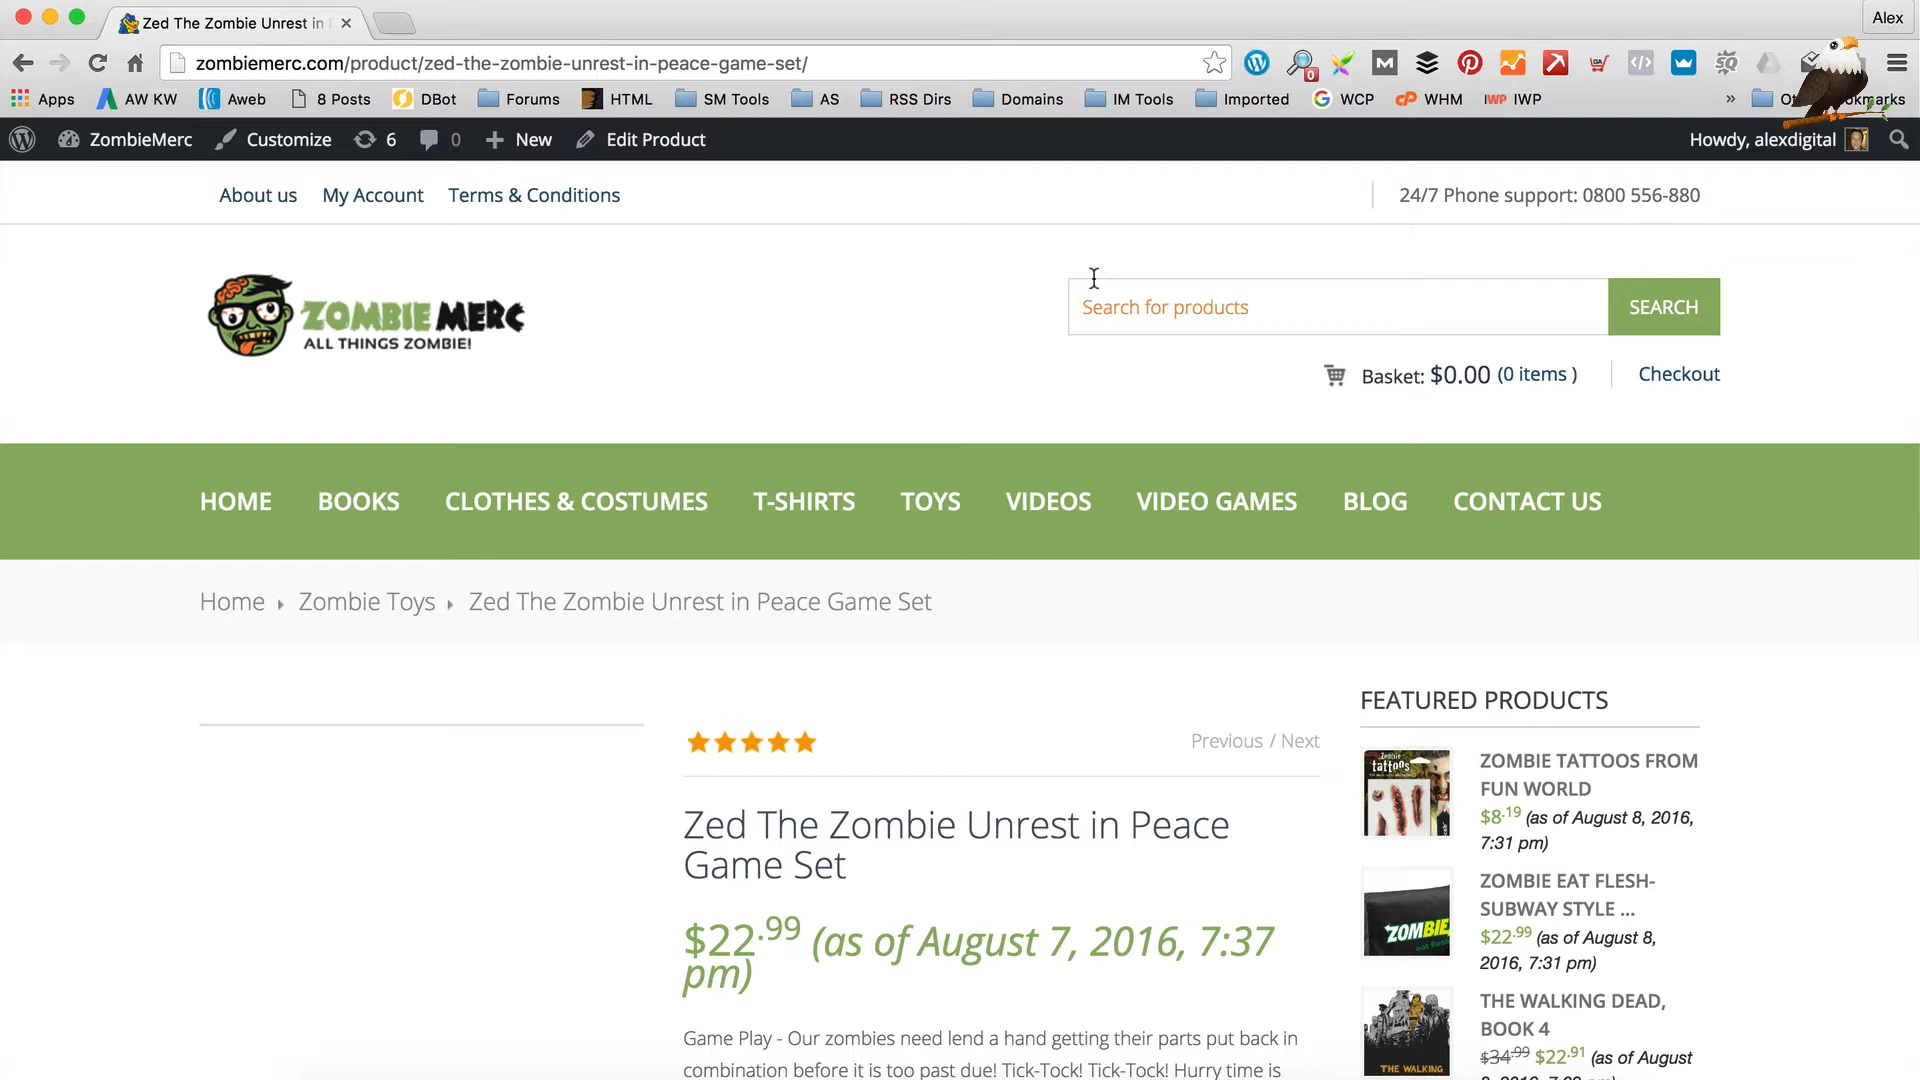 Zed The Zombie Unrest in
Alex
zombiemerc.com/product/zed-the-zombie-unrest-in-peace-game-set/
0
Apps AW KW Aweb 8 Posts DBot Forums HTML SM Tools AS RSS Dirs Domains IM Tools Imported WCP WHM IWP IWP »
ZombieMerc Customize 6 0 New Edit Product Howdy, alexdigital
About us My Account Terms & Conditions 24/7 Phone support: 0800 556-880
ZOMBIE MERC
ALL THINGS ZOMBIE!
Search for products SEARCH
Basket: $0.00 (0 items ) Checkout
HOME BOOKS CLOTHES & COSTUMES T-SHIRTS TOYS VIDEOS VIDEO GAMES BLOG CONTACT US
Home Zombie Toys Zed The Zombie Unrest in Peace Game Set
Previous / Next
Zed The Zombie Unrest in Peace
Game Set
$22.99 (as of August 7, 2016, 7:37
pm)
Game Play - Our zombies need lend a hand getting their parts put back in
combination before it is too past due! Tick-Tock! Tick-Tock! Hurry time is
FEATURED PRODUCTS
Zombie
tattoos
ZOMBIE TATTOOS FROM
FUN WORLD
$8.19 (as of August 8, 2016,
7:31 pm)
ZOMBIE
eat flesh
ZOMBIE EAT FLESH-
SUBWAY STYLE ...
$22.99 (as of August 8,
2016, 7:31 pm)
THE WALKING
THE WALKING DEAD,
BOOK 4
$34.99 $22.91 (as of August